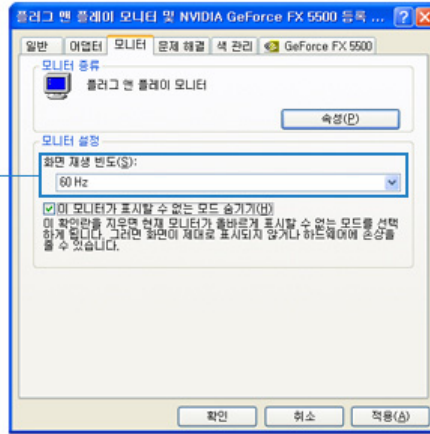 플러그 앤 플레이 모니터 및 NVIDIA GeForce FX 5500 등록 ...
일반 어댑터 모니터 문제 해결 색 관리 GeForce FX 5500
모니터 종류
플러그 앤 플레이 모니터
속성(P)
모니터 설정
화면 재생 빈도(S):
60 Hz
이 모니터가 표시할 수 없는 모드 숨기기(H)
이 확인란을 지우면 현재 모니터가 올바르게 표시할 수 없는 모드를 선택
하게 됩니다. 그러면 화면이 제대로 표시되지 않거나 하드웨어에 손상을
줄 수 있습니다.
확인 취소 적용(A)